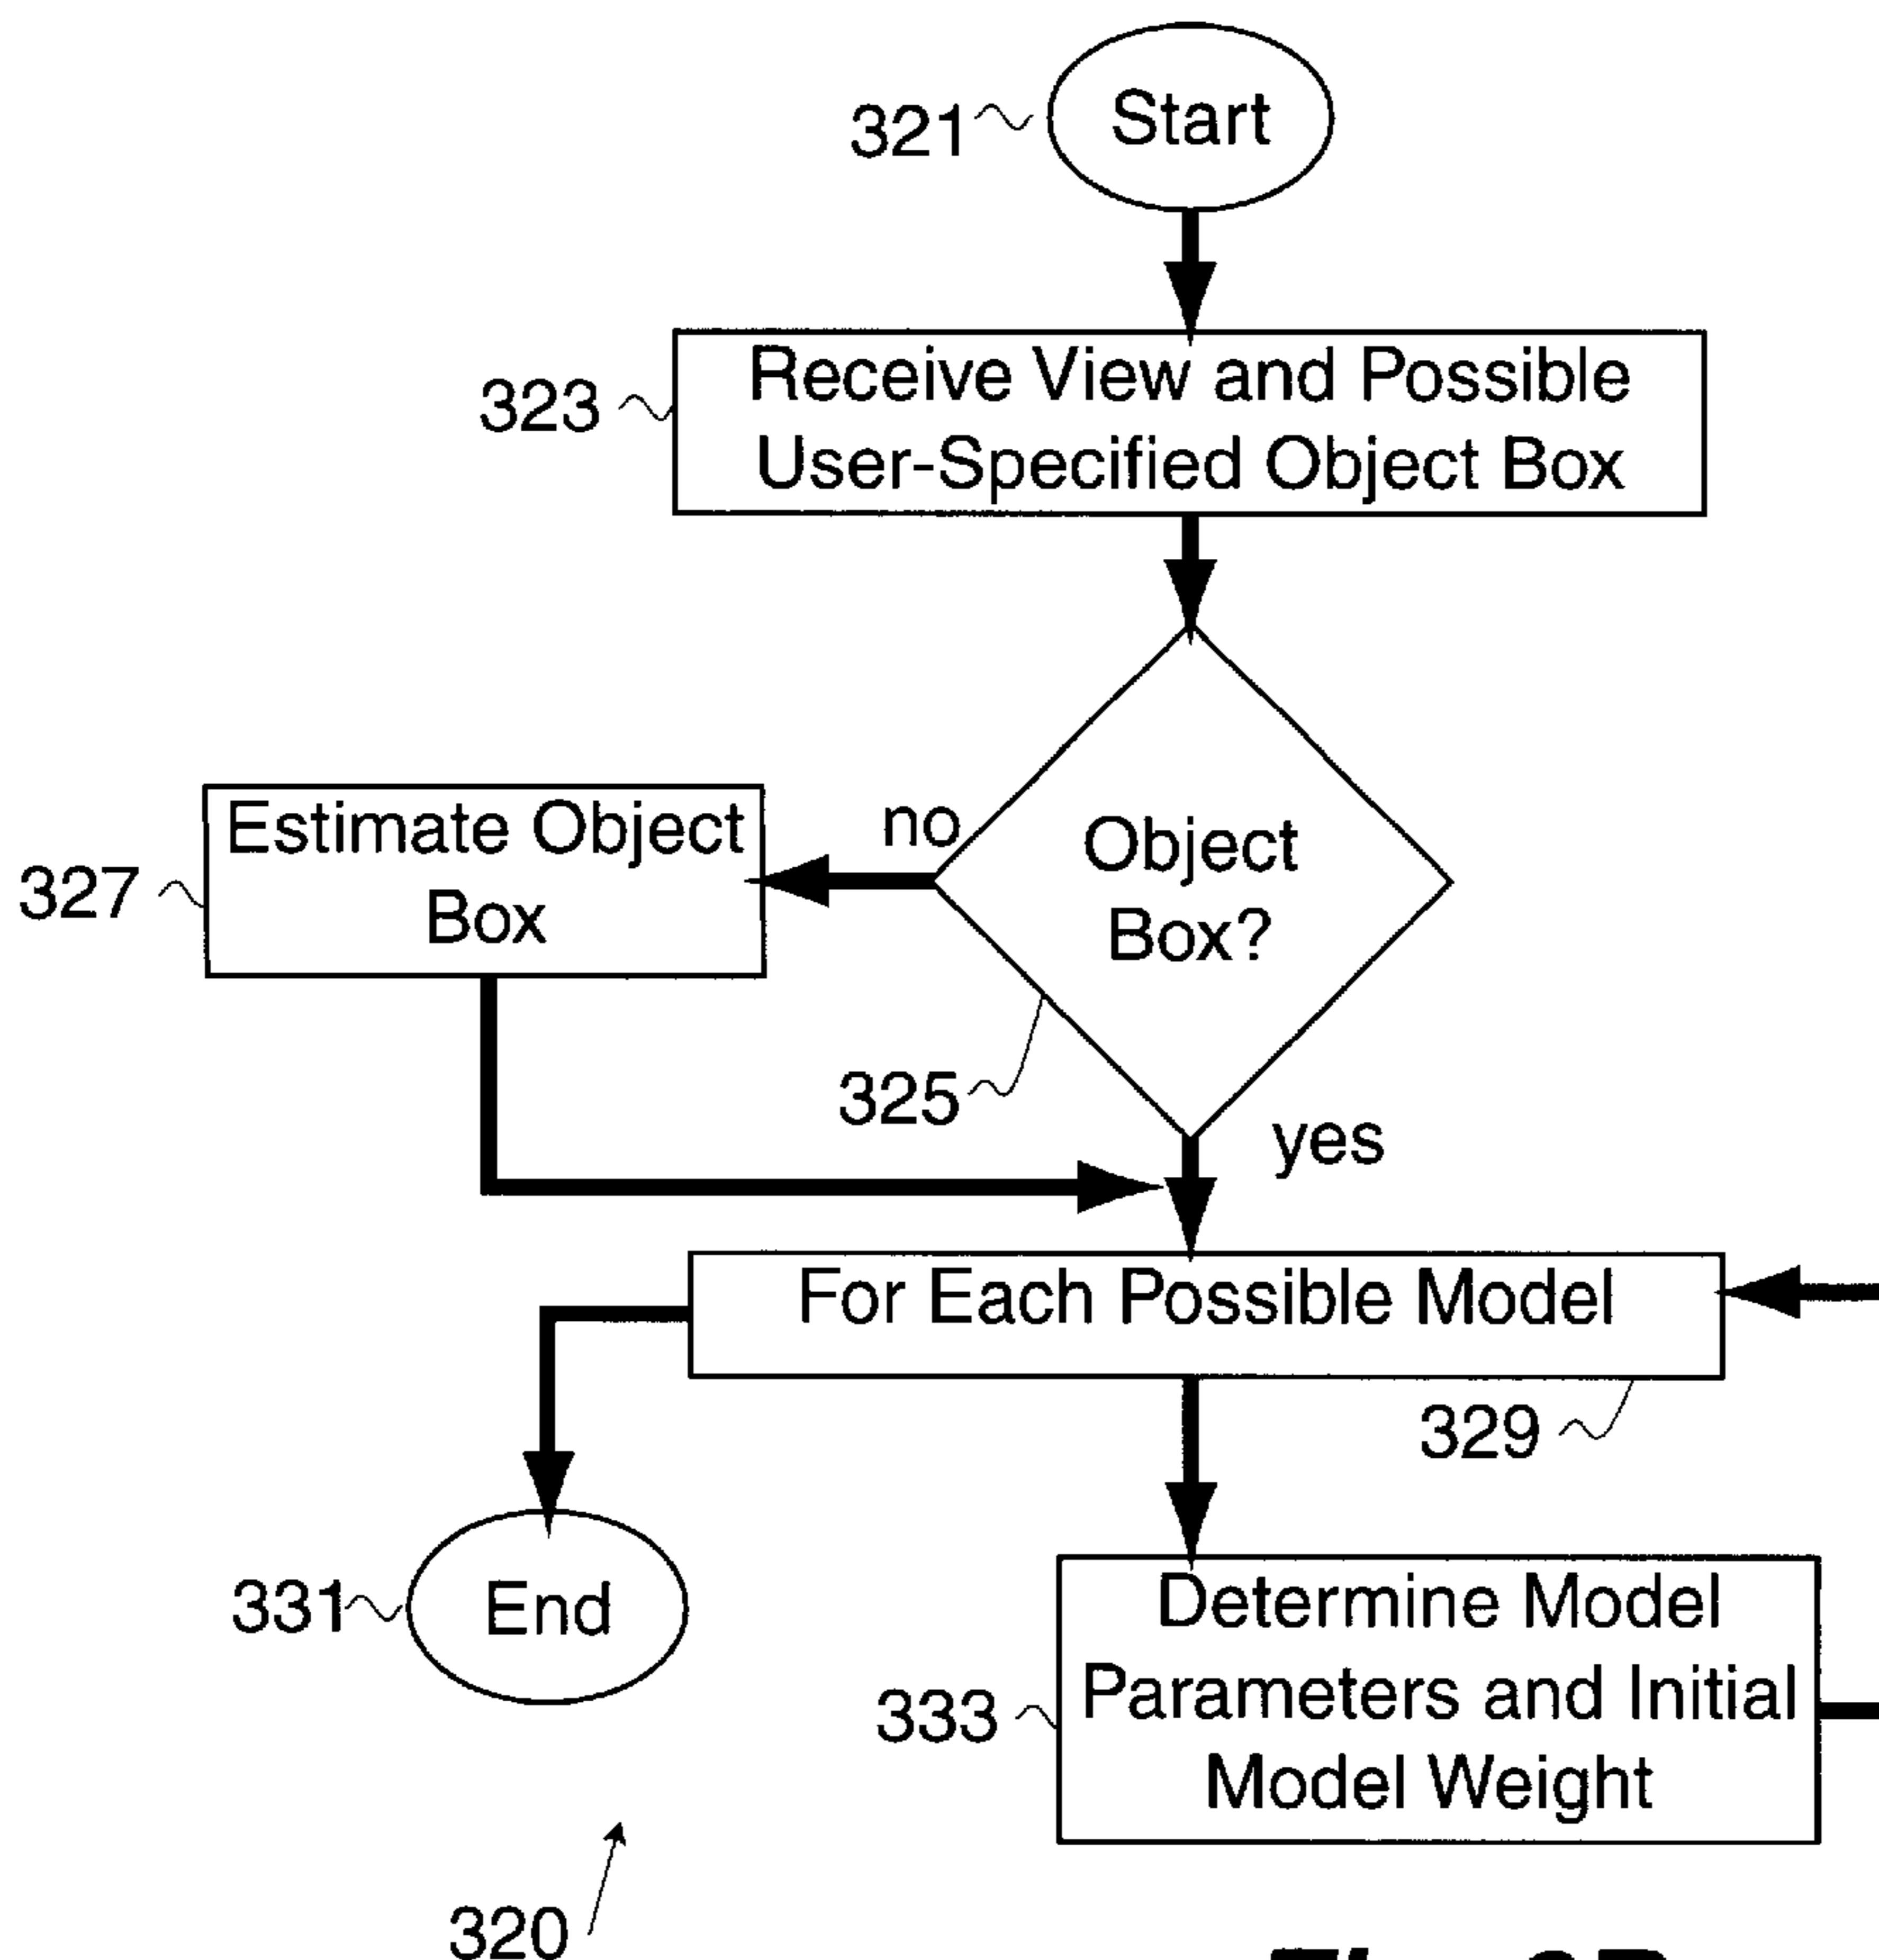 321
Start
323
Receive View and Possible
User-Specified Object Box
no
Estimate Object
Box
327
Object
Box?
325
yes
For Each Possible Model
329
331
End
Determine Model
Parameters and Initial
Model Weight
333
320